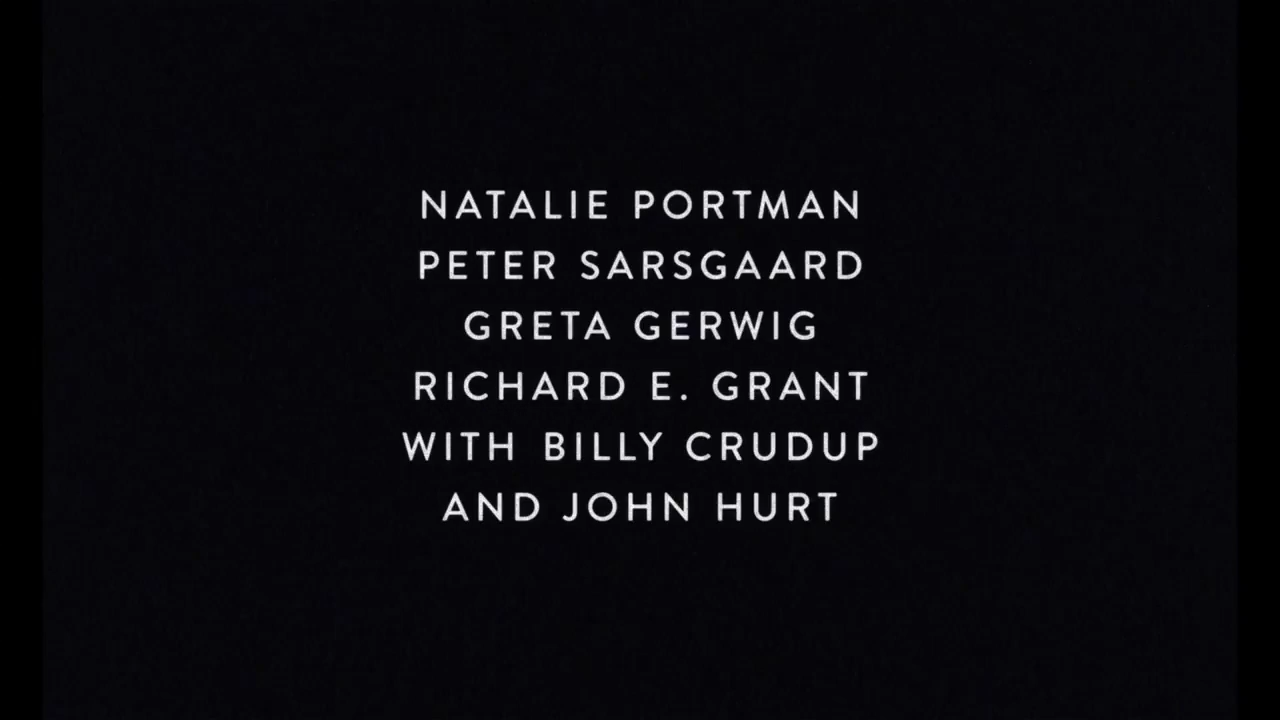 NATALIE PORTMAN
PETER SARSGAARD
GRETA GERWIG
RICHARD E. GRANT
WITH BILLY CRUDUP
AND JOHN HURT